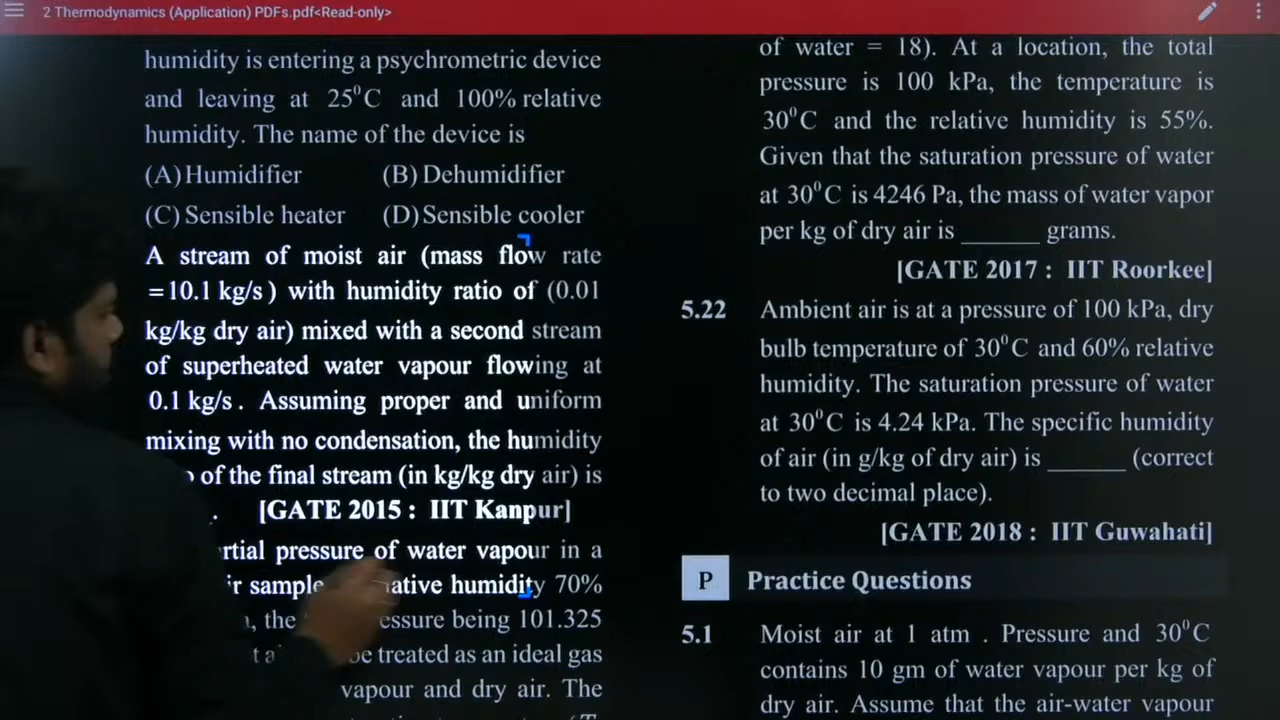 2 Thermodynamics (Application) PDFs.pdf<Read-only>
humidity is entering a psychrometric device
and leaving at 25⁰C and 100% relative
humidity. The name of the device is
(A) Humidifier (B) Dehumidifier
(C) Sensible heater (D) Sensible cooler
A stream of moist air (mass flow rate
=10.1 kg/s) with humidity ratio of (0.01
kg/kg dry air) mixed with a second stream
of superheated water vapour flowing at
0.1 kg/s. Assuming proper and uniform
mixing with no condensation, the humidity
of the final stream (in kg/kg dry air) is
. [GATE 2015 : IIT Kanpur]
pressure of water vapour in a
sample humidity 70%
the being 101.325
be treated as an ideal gas
vapour and dry air. The
of water = 18). At a location, the total
pressure is 100 kPa, the temperature is
30⁰C and the relative humidity is 55%.
Given that the saturation pressure of water
at 30⁰C is 4246 Pa, the mass of water vapor
per kg of dry air is ______ grams.
[GATE 2017 : IIT Roorkee]
5.22 Ambient air is at a pressure of 100 kPa, dry
bulb temperature of 30⁰C and 60% relative
humidity. The saturation pressure of water
at 30⁰C is 4.24 kPa. The specific humidity
of air (in g/kg of dry air) is ______ (correct
to two decimal place).
[GATE 2018 : IIT Guwahati]
P Practice Questions
5.1 Moist air at 1 atm . Pressure and 30⁰C
contains 10 gm of water vapour per kg of
dry air. Assume that the air-water vapour